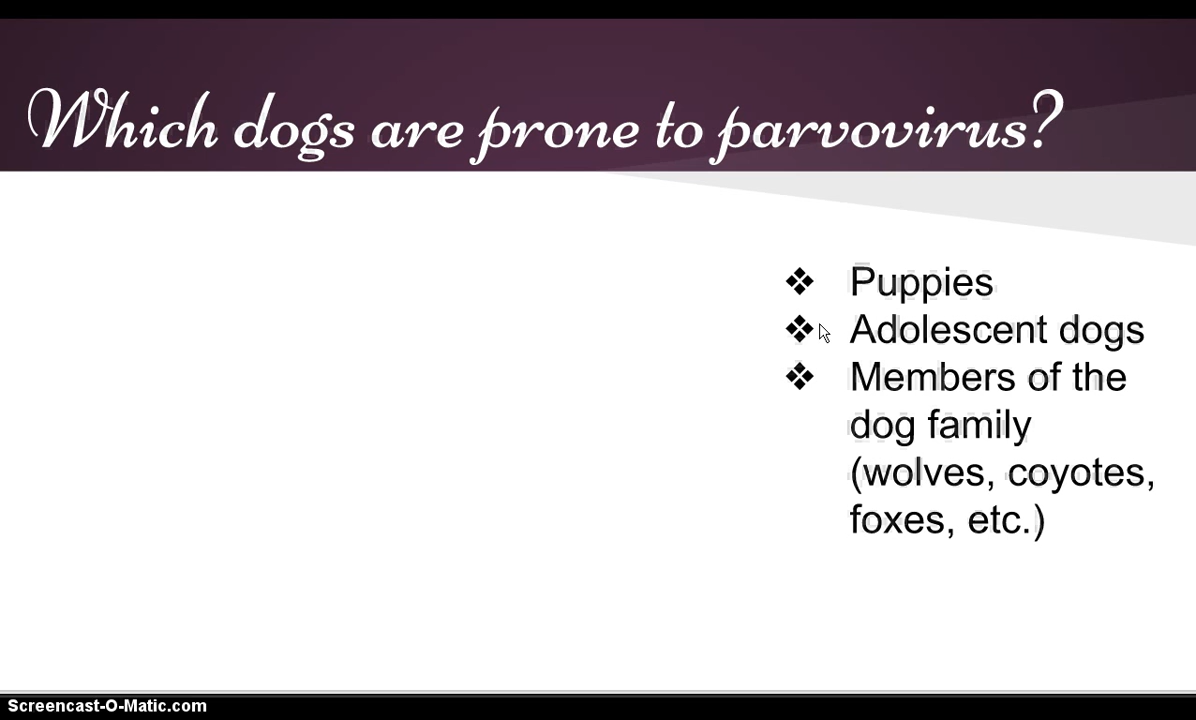 Which dogs are prone to parvovirus?
❖ Puppies
❖ Adolescent dogs
❖ Members of the
dog family
(wolves, coyotes,
foxes, etc.)
Screencast-O-Matic.com